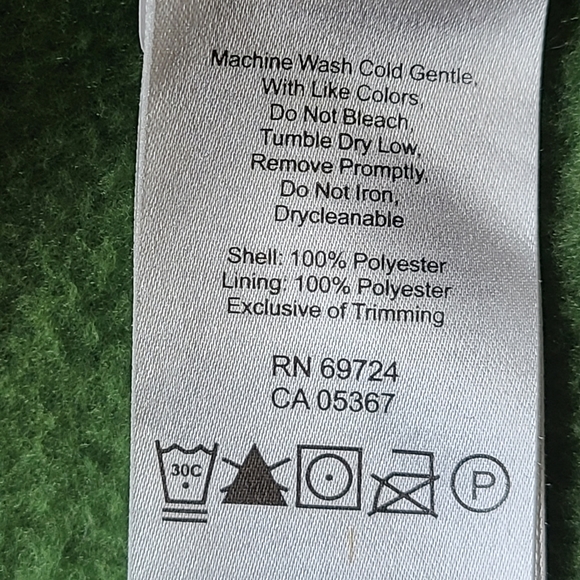 Machine Wash Cold Gentle,
With Like Colors,
Do Not Bleach,
Tumble Dry Low,
Remove Promptly,
Do Not Iron,
Drycleanable
Shell: 100% Polyester
Lining: 100% Polyester
Exclusive of Trimming
RN 69724
CA 05367
30C P